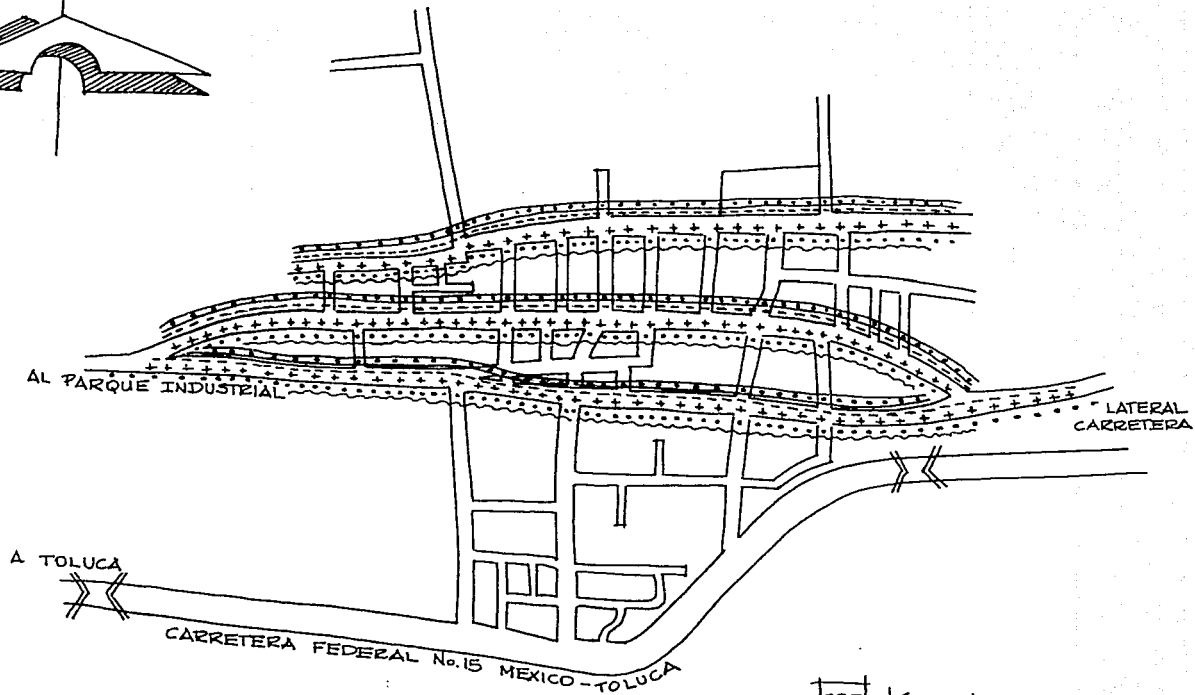 AL PARQUE INDUSTRIAL
LATERAL
CARRETERA
A TOLUCA
CARRETERA FEDERAL No.15 MEXICO-TOLUCA